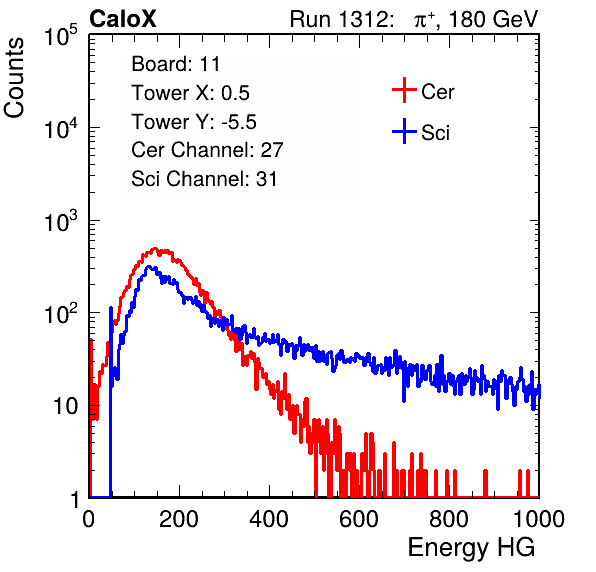 CaloX Run 1312: π⁺, 180 GeV
Counts
10⁵
10⁴
10³
10²
10
1
Board: 11
Tower X: 0.5
Tower Y: -5.5
Cer Channel: 27
Sci Channel: 31
Cer
Sci
0 200 400 600 800 1000
Energy HG